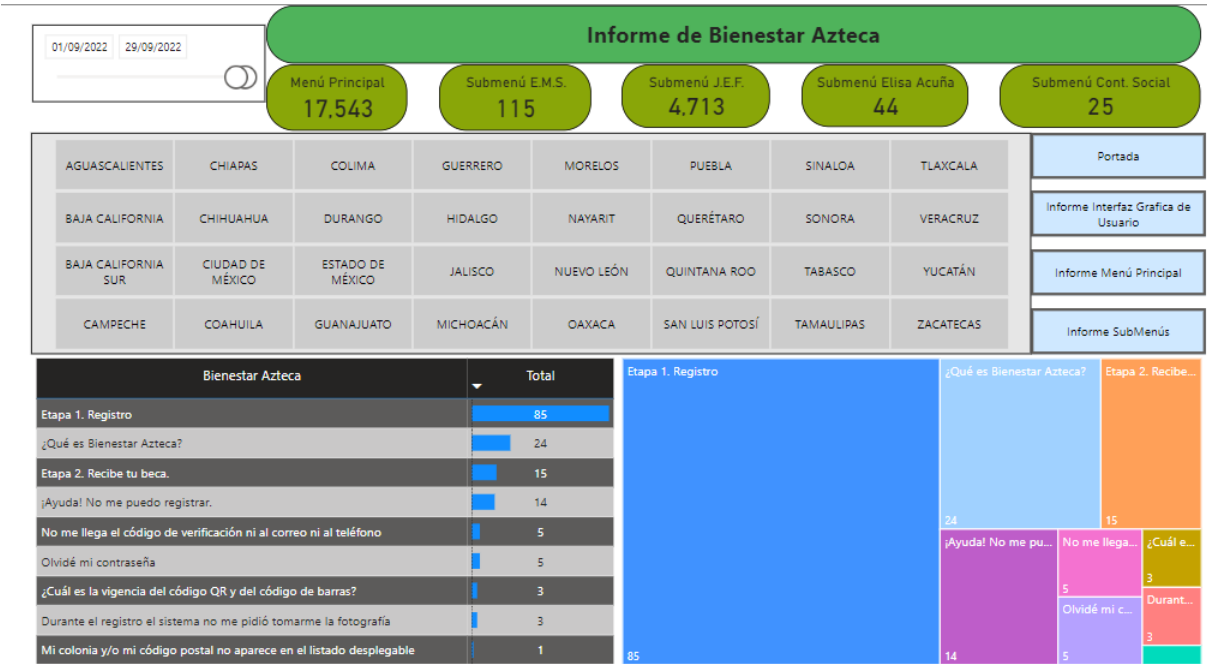 01/09/2022 29/09/2022
Informe de Bienestar Azteca
Menú Principal
17,543
Submenú E.M.S.
115
Submenú J.E.F.
4,713
Submenú Elisa Acuña
44
Submenú Cont. Social
25
AGUASCALIENTES CHIAPAS COLIMA GUERRERO MORELOS PUEBLA SINALOA TLAXCALA
BAJA CALIFORNIA CHIHUAHUA DURANGO HIDALGO NAYARIT QUERÉTARO SONORA VERACRUZ
BAJA CALIFORNIA
SUR
CIUDAD DE
MÉXICO
ESTADO DE
MÉXICO
JALISCO NUEVO LEÓN QUINTANA ROO TABASCO YUCATÁN
CAMPECHE COAHUILA GUANAJUATO MICHOACÁN OAXACA SAN LUIS POTOSÍ TAMAULIPAS ZACATECAS
Portada
Informe Interfaz Grafica de
Usuario
Informe Menú Principal
Informe SubMenús
Bienestar Azteca Total
Etapa 1. Registro 85
¿Qué es Bienestar Azteca? 24
Etapa 2. Recibe tu beca. 15
¡Ayuda! No me puedo registrar. 14
No me llega el código de verificación ni al correo ni al teléfono 5
Olvidé mi contraseña 5
¿Cuál es la vigencia del código QR y del código de barras? 3
Durante el registro el sistema no me pidió tomarme la fotografía 3
Mi colonia y/o mi código postal no aparece en el listado desplegable 1
Etapa 1. Registro
85
¿Qué es Bienestar Azteca?
24
Etapa 2. Recibe...
15
¡Ayuda! No me pu...
14
No me llega...
5
Olvidé mi c...
5
¿Cuál e...
3
Durant...
3